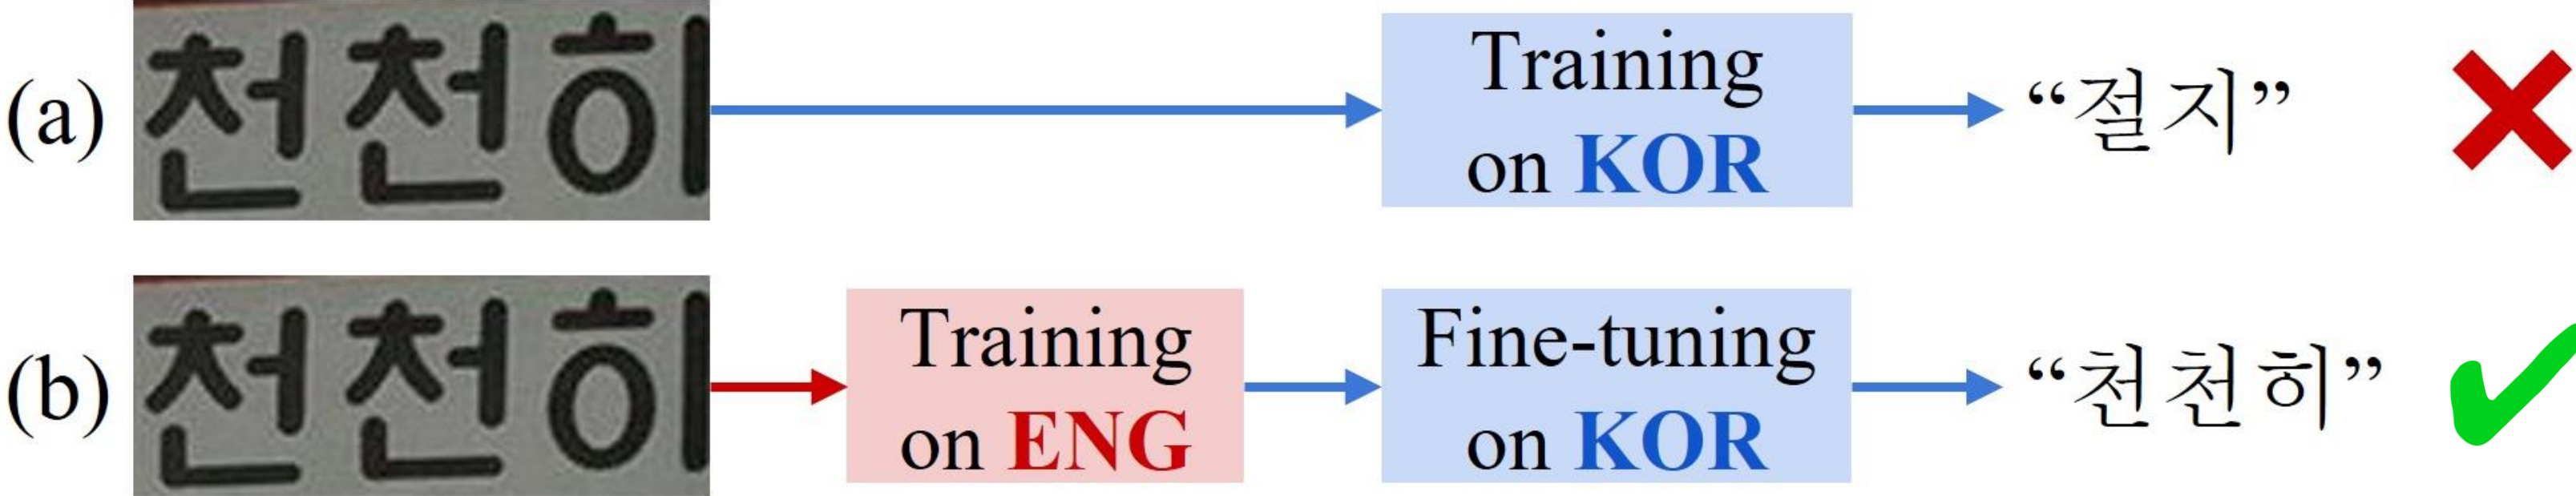 (a) 천천히 Training on KOR “절지”
(b) 천천히 Training on ENG Fine-tuning on KOR “천천히”